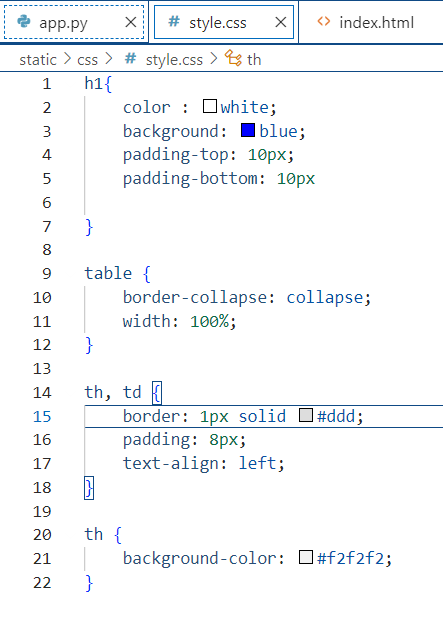 app.py × # style.css × <> index.html
static > css > # style.css > th
1 h1{
2 color : white;
3 background: blue;
4 padding-top: 10px;
5 padding-bottom: 10px
6
7 }
8
9 table {
10 border-collapse: collapse;
11 width: 100%;
12 }
13
14 th, td {
15 border: 1px solid #ddd;
16 padding: 8px;
17 text-align: left;
18 }
19
20 th {
21 background-color: #f2f2f2;
22 }